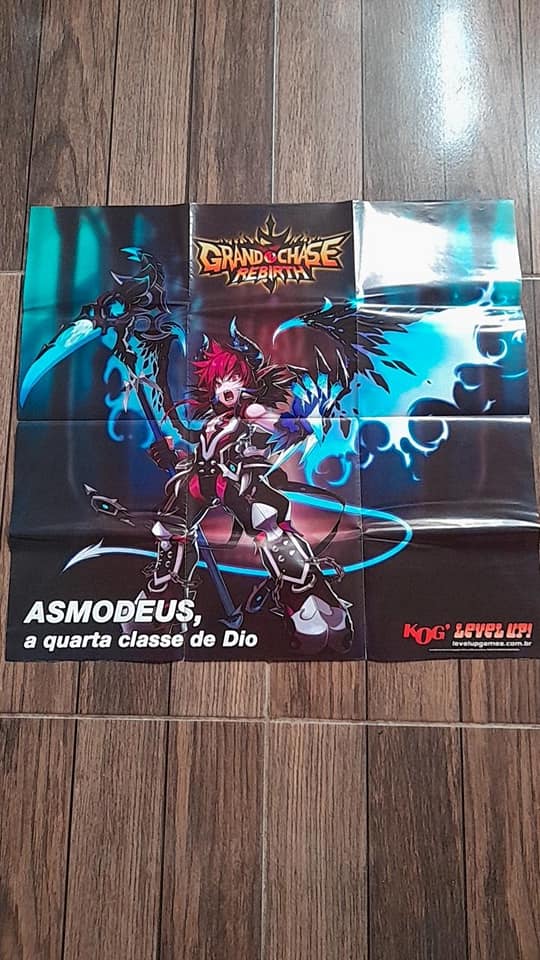 GRAND CHASE
REBIRTH
ASMODEUS,
a quarta classe de Dio
KOG® LEVEL UP!
levelupgames.com.br